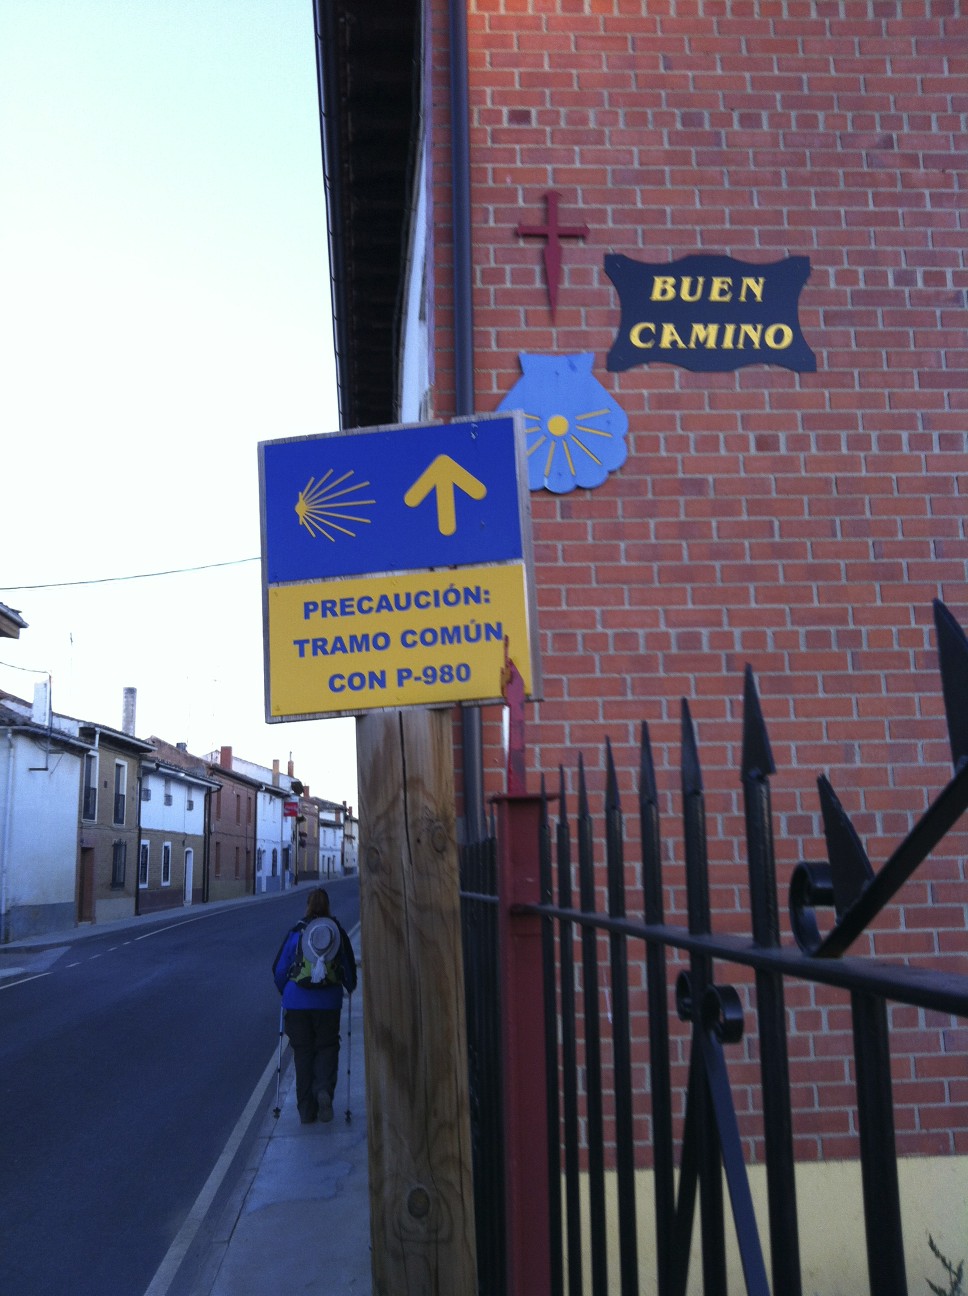 BUEN
CAMINO
PRECAUCIÓN:
TRAMO COMÚN
CON P-980